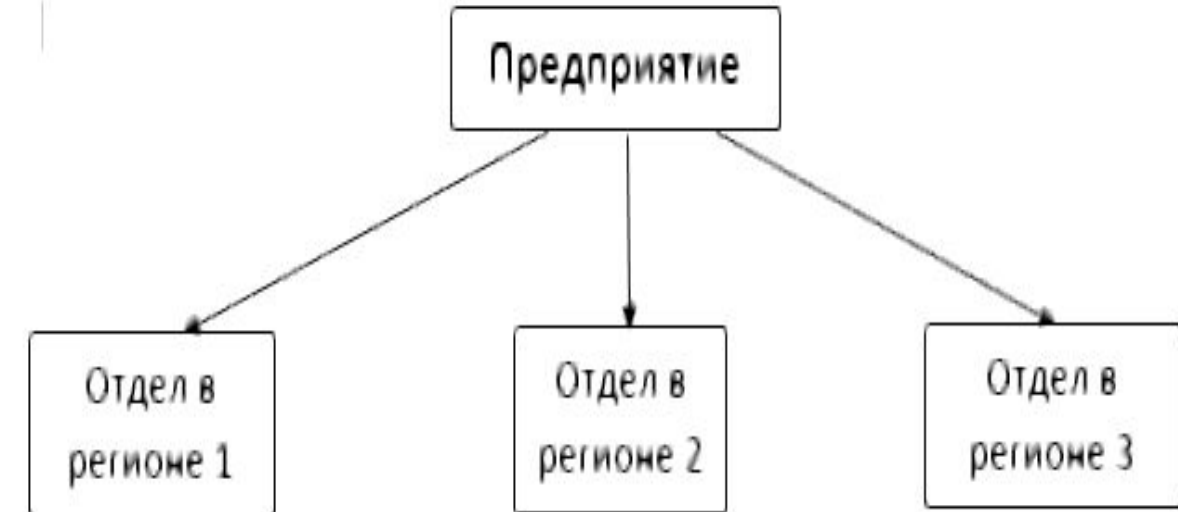 Предприятие
Отдел в
регионе 1
Отдел в
регионе 2
Отдел в
регионе 3